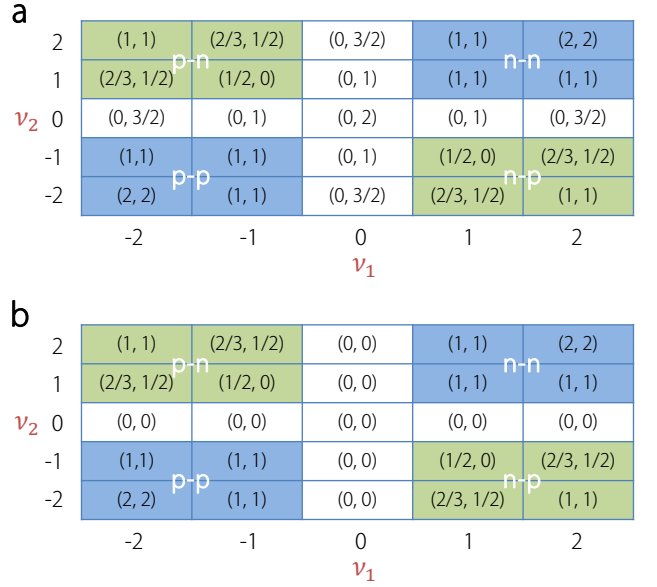 a
2 (1, 1) (2/3, 1/2) (0, 3/2) (1, 1) (2, 2)
p-n n-n
1 (2/3, 1/2) (1/2, 0) (0, 1) (1, 1) (1, 1)
ν₂ 0 (0, 3/2) (0, 1) (0, 2) (0, 1) (0, 3/2)
-1 (1,1) (1, 1) (0, 1) (1/2, 0) (2/3, 1/2)
p-p n-p
-2 (2, 2) (1, 1) (0, 3/2) (2/3, 1/2) (1, 1)
-2 -1 0 1 2
ν₁
b
2 (1, 1) (2/3, 1/2) (0, 0) (1, 1) (2, 2)
p-n n-n
1 (2/3, 1/2) (1/2, 0) (0, 0) (1, 1) (1, 1)
ν₂ 0 (0, 0) (0, 0) (0, 0) (0, 0) (0, 0)
-1 (1,1) (1, 1) (0, 0) (1/2, 0) (2/3, 1/2)
p-p n-p
-2 (2, 2) (1, 1) (0, 0) (2/3, 1/2) (1, 1)
-2 -1 0 1 2
ν₁